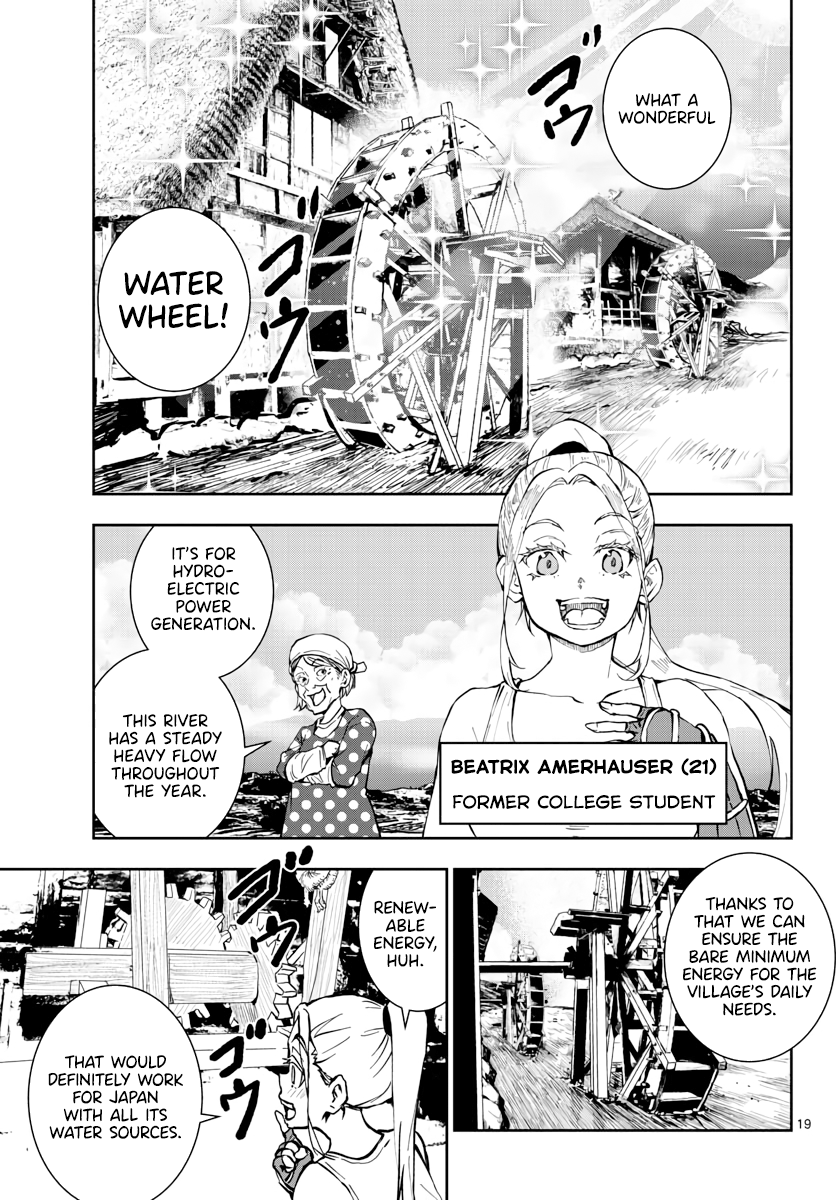 WHAT A
WONDERFUL
ゴウ
WATER
WHEEL!
ゴウ
IT'S FOR
HYDRO-
ELECTRIC
POWER
GENERATION.
THIS RIVER
HAS A STEADY
HEAVY FLOW
THROUGHOUT
THE YEAR.
BEATRIX AMERHAUSER (21)
FORMER COLLEGE STUDENT
THANKS TO
THAT WE CAN
ENSURE THE
BARE MINIMUM
ENERGY FOR THE
VILLAGE'S DAILY
NEEDS.
RENEW-
ABLE
ENERGY,
HUH.
ゴウ
ゴウ
THAT WOULD
DEFINITELY WORK
FOR JAPAN
WITH ALL ITS
WATER SOURCES.
19